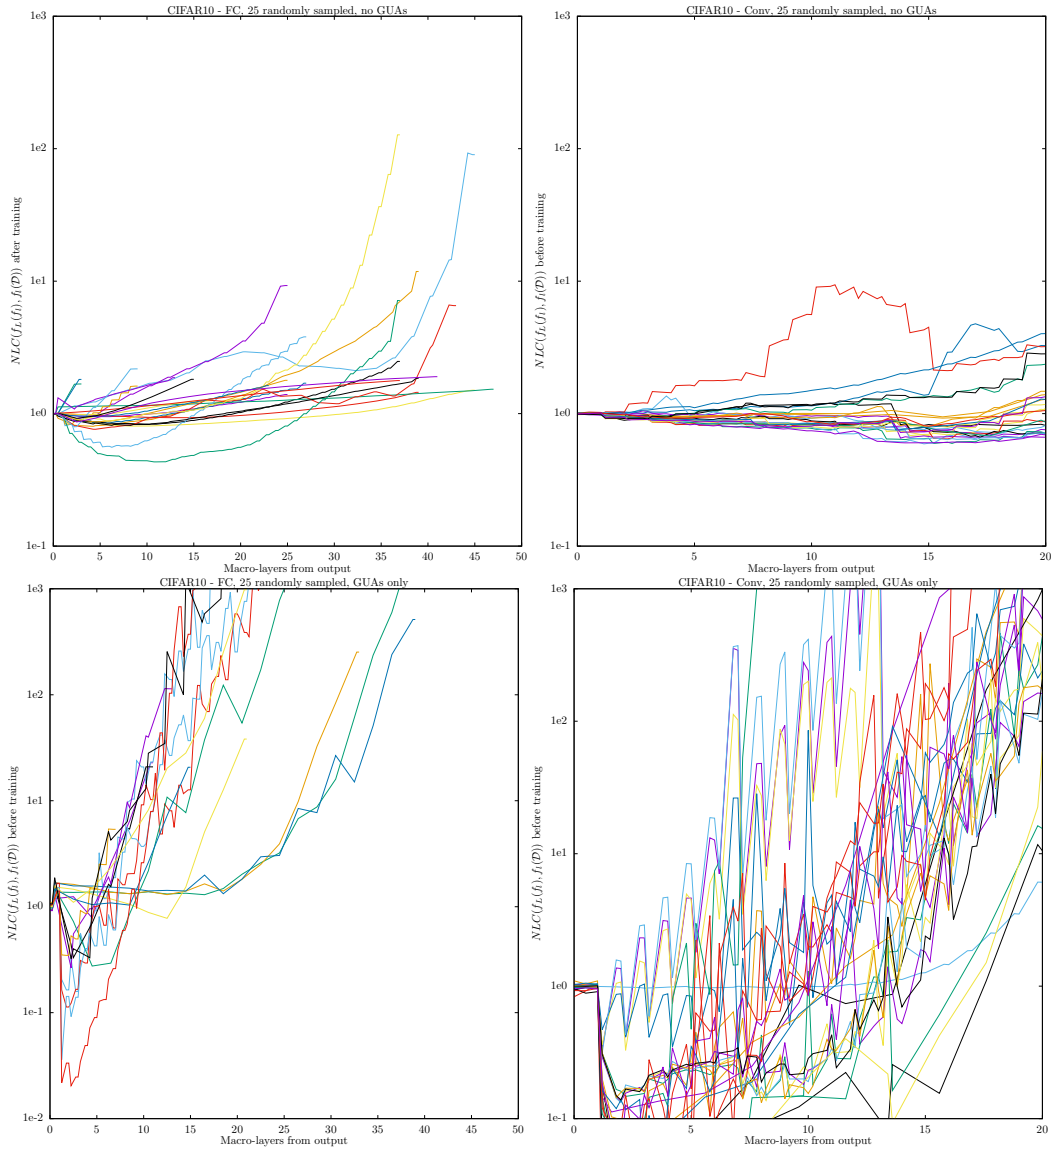 CIFAR10 - FC, 25 randomly sampled, no GUAs
1e3
1e2
1e1
1e0
1e-1
NLC(f_L(f_l), f_l(D)) after training
0 5 10 15 20 25 30 35 40 45 50
Macro-layers from output
CIFAR10 - Conv, 25 randomly sampled, no GUAs
1e3
1e2
1e1
1e0
1e-1
NLC(f_L(f_l), f_l(D)) before training
0 5 10 15 20
Macro-layers from output
CIFAR10 - FC, 25 randomly sampled, GUAs only
1e3
1e2
1e1
1e0
1e-1
1e-2
NLC(f_L(f_l), f_l(D)) before training
0 5 10 15 20 25 30 35 40 45 50
Macro-layers from output
CIFAR10 - Conv, 25 randomly sampled, GUAs only
1e3
1e2
1e1
1e0
1e-1
NLC(f_L(f_l), f_l(D)) before training
0 5 10 15 20
Macro-layers from output